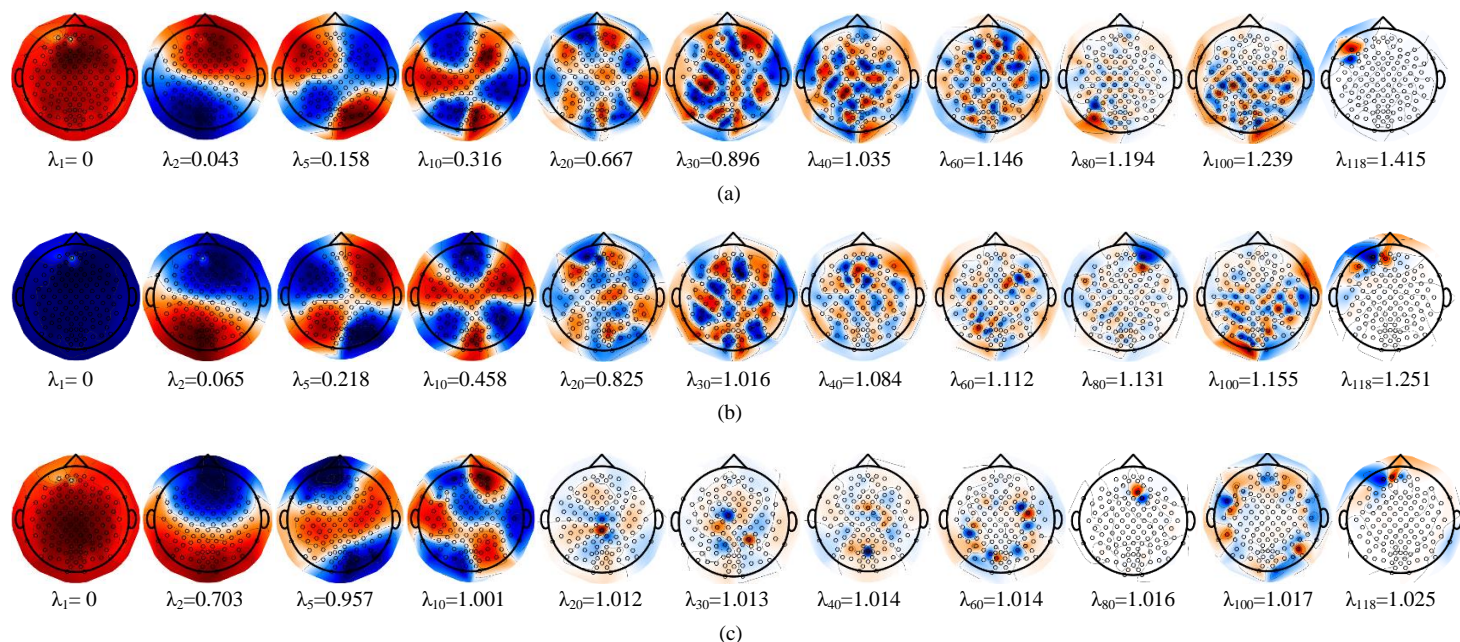 λ₁= 0 λ₂=0.043 λ₅=0.158 λ₁₀=0.316 λ₂₀=0.667 λ₃₀=0.896 λ₄₀=1.035 λ₆₀=1.146 λ₈₀=1.194 λ₁₀₀=1.239 λ₁₁₈=1.415
(a)
λ₁= 0 λ₂=0.065 λ₅=0.218 λ₁₀=0.458 λ₂₀=0.825 λ₃₀=1.016 λ₄₀=1.084 λ₆₀=1.112 λ₈₀=1.131 λ₁₀₀=1.155 λ₁₁₈=1.251
(b)
λ₁= 0 λ₂=0.703 λ₅=0.957 λ₁₀=1.001 λ₂₀=1.012 λ₃₀=1.013 λ₄₀=1.014 λ₆₀=1.014 λ₈₀=1.016 λ₁₀₀=1.017 λ₁₁₈=1.025
(c)